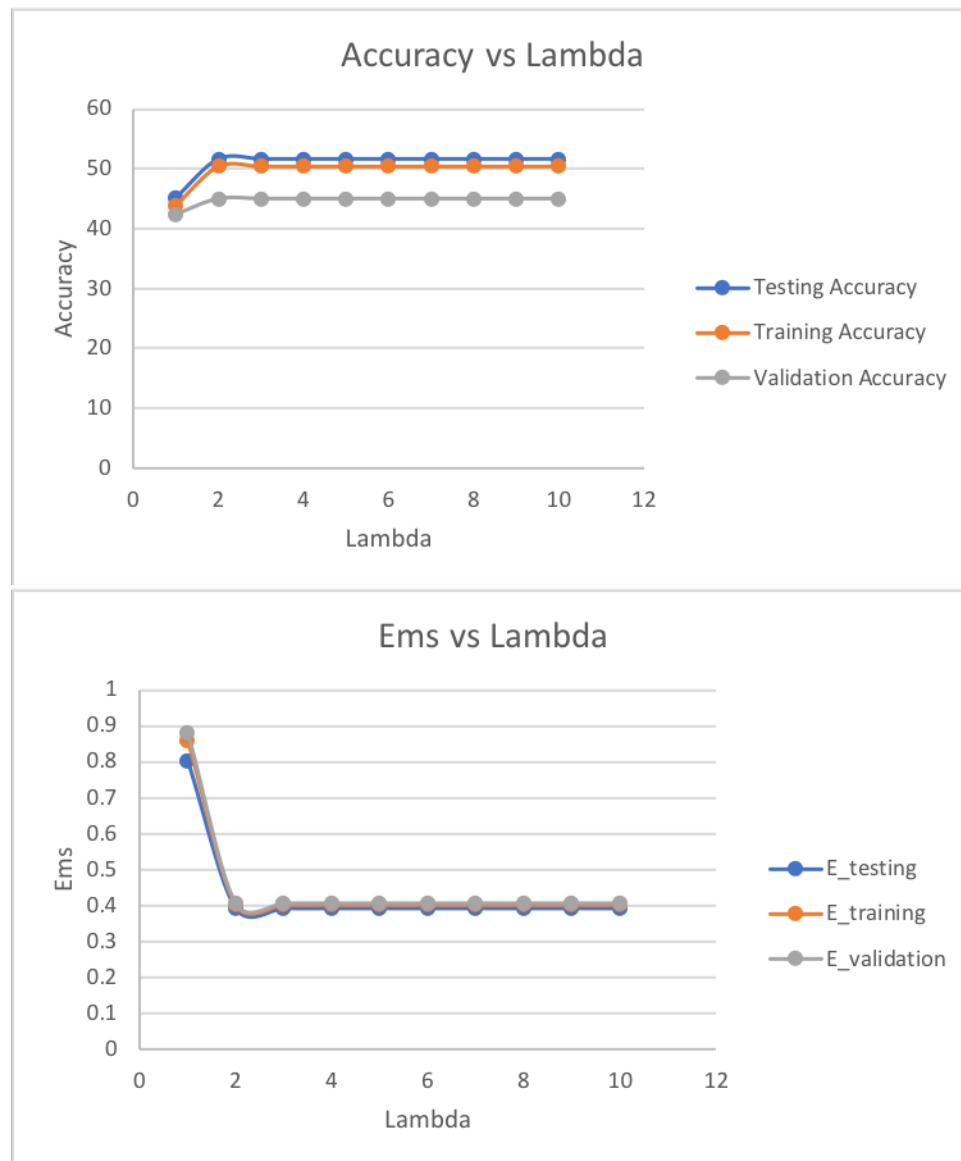 Accuracy vs Lambda
60
50
40
30
20
10
0
Accuracy
0 2 4 6 8 10 12
Lambda
Testing Accuracy
Training Accuracy
Validation Accuracy
Ems vs Lambda
1
0.9
0.8
0.7
0.6
0.5
0.4
0.3
0.2
0.1
0
Ems
0 2 4 6 8 10 12
Lambda
E_testing
E_training
E_validation